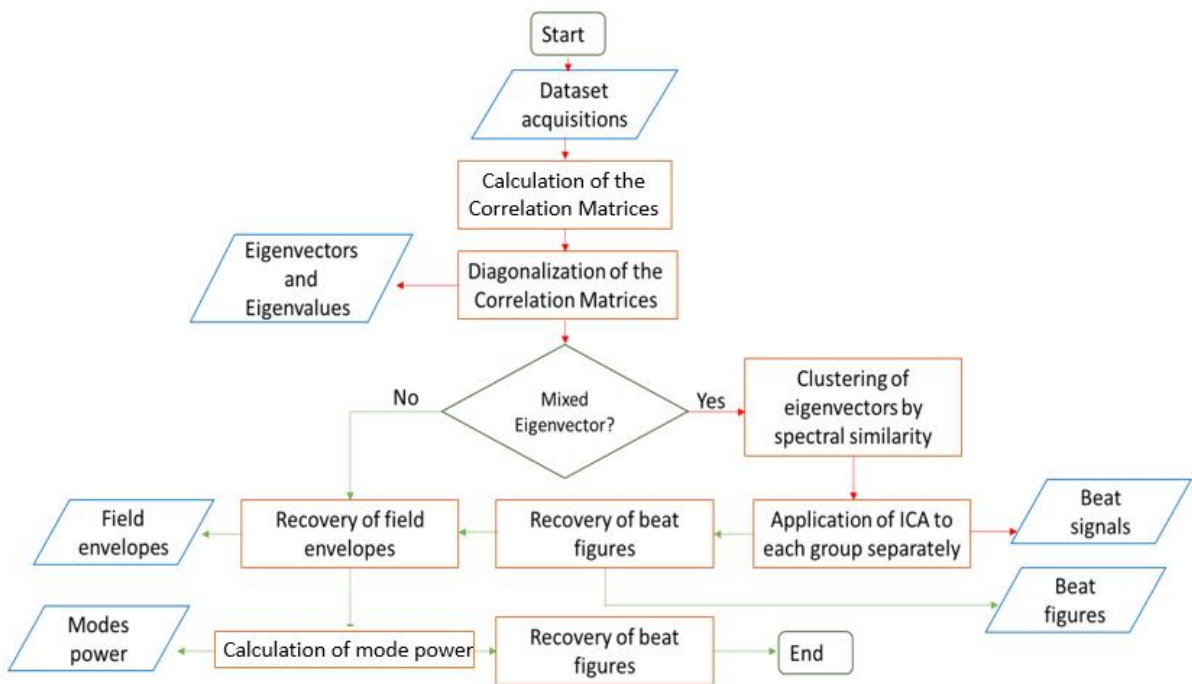 Start
Dataset
acquisitions
Calculation of the
Correlation Matrices
Eigenvectors
and
Eigenvalues
Diagonalization of the
Correlation Matrices
No
Mixed
Eigenvector?
Yes
Clustering of
eigenvectors by
spectral similarity
Field
envelopes
Recovery of field
envelopes
Recovery of beat
figures
Application of ICA to
each group separately
Beat
signals
Beat
figures
Modes
power
Calculation of mode power
Recovery of beat
figures
End